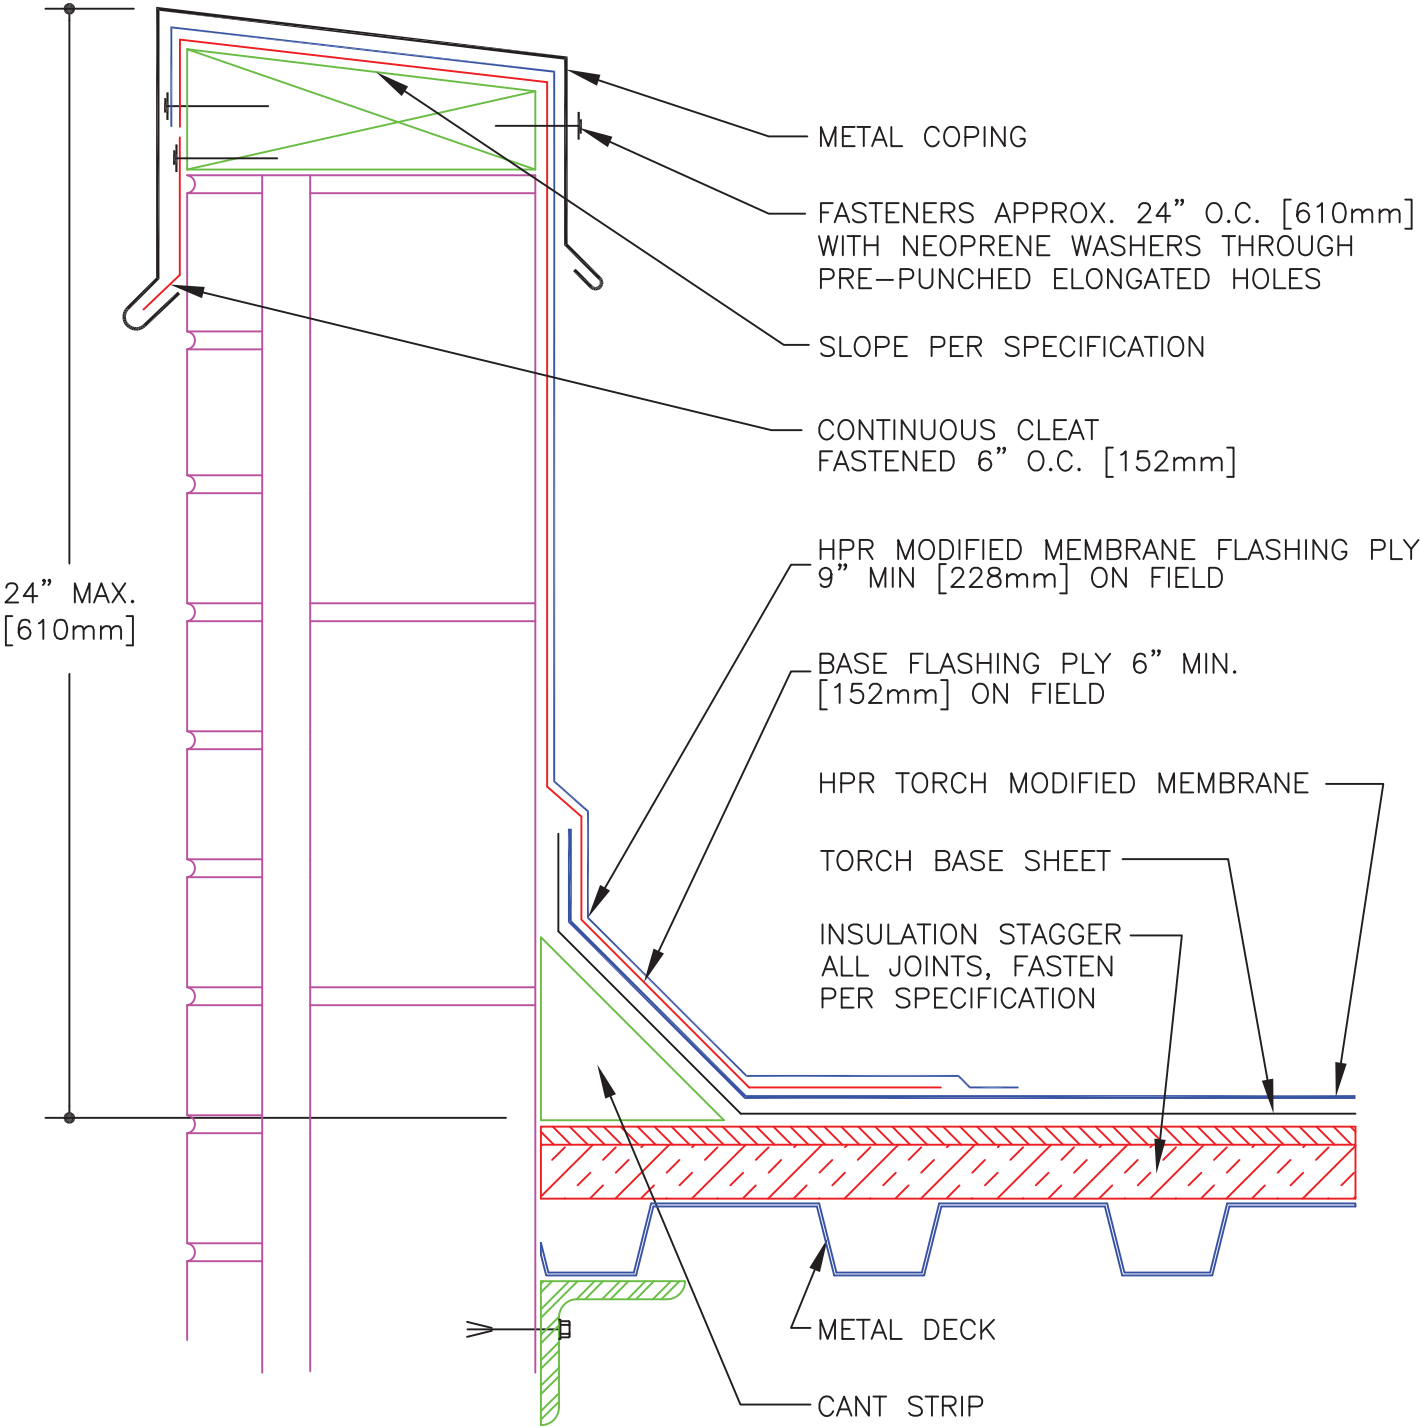 METAL COPING
FASTENERS APPROX. 24” O.C. [610mm]
WITH NEOPRENE WASHERS THROUGH
PRE-PUNCHED ELONGATED HOLES
SLOPE PER SPECIFICATION
CONTINUOUS CLEAT
FASTENED 6” O.C. [152mm]
HPR MODIFIED MEMBRANE FLASHING PLY
9” MIN [228mm] ON FIELD
24” MAX.
[610mm]
BASE FLASHING PLY 6” MIN.
[152mm] ON FIELD
HPR TORCH MODIFIED MEMBRANE
TORCH BASE SHEET
INSULATION STAGGER
ALL JOINTS, FASTEN
PER SPECIFICATION
METAL DECK
CANT STRIP